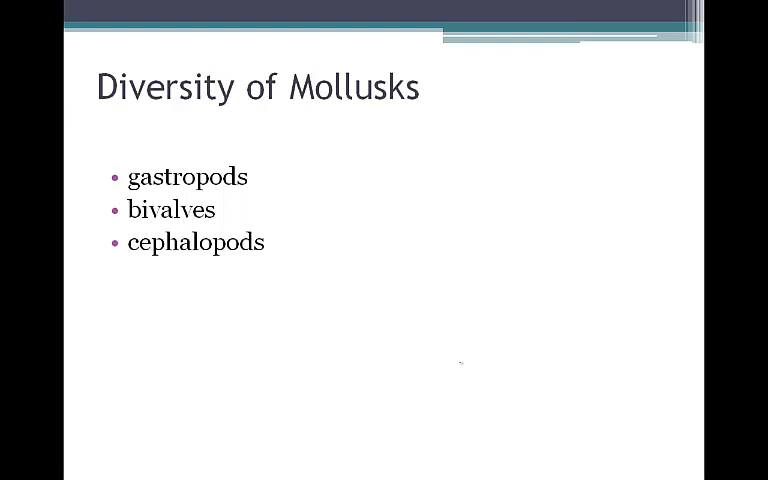 Diversity of Mollusks
• gastropods
• bivalves
• cephalopods